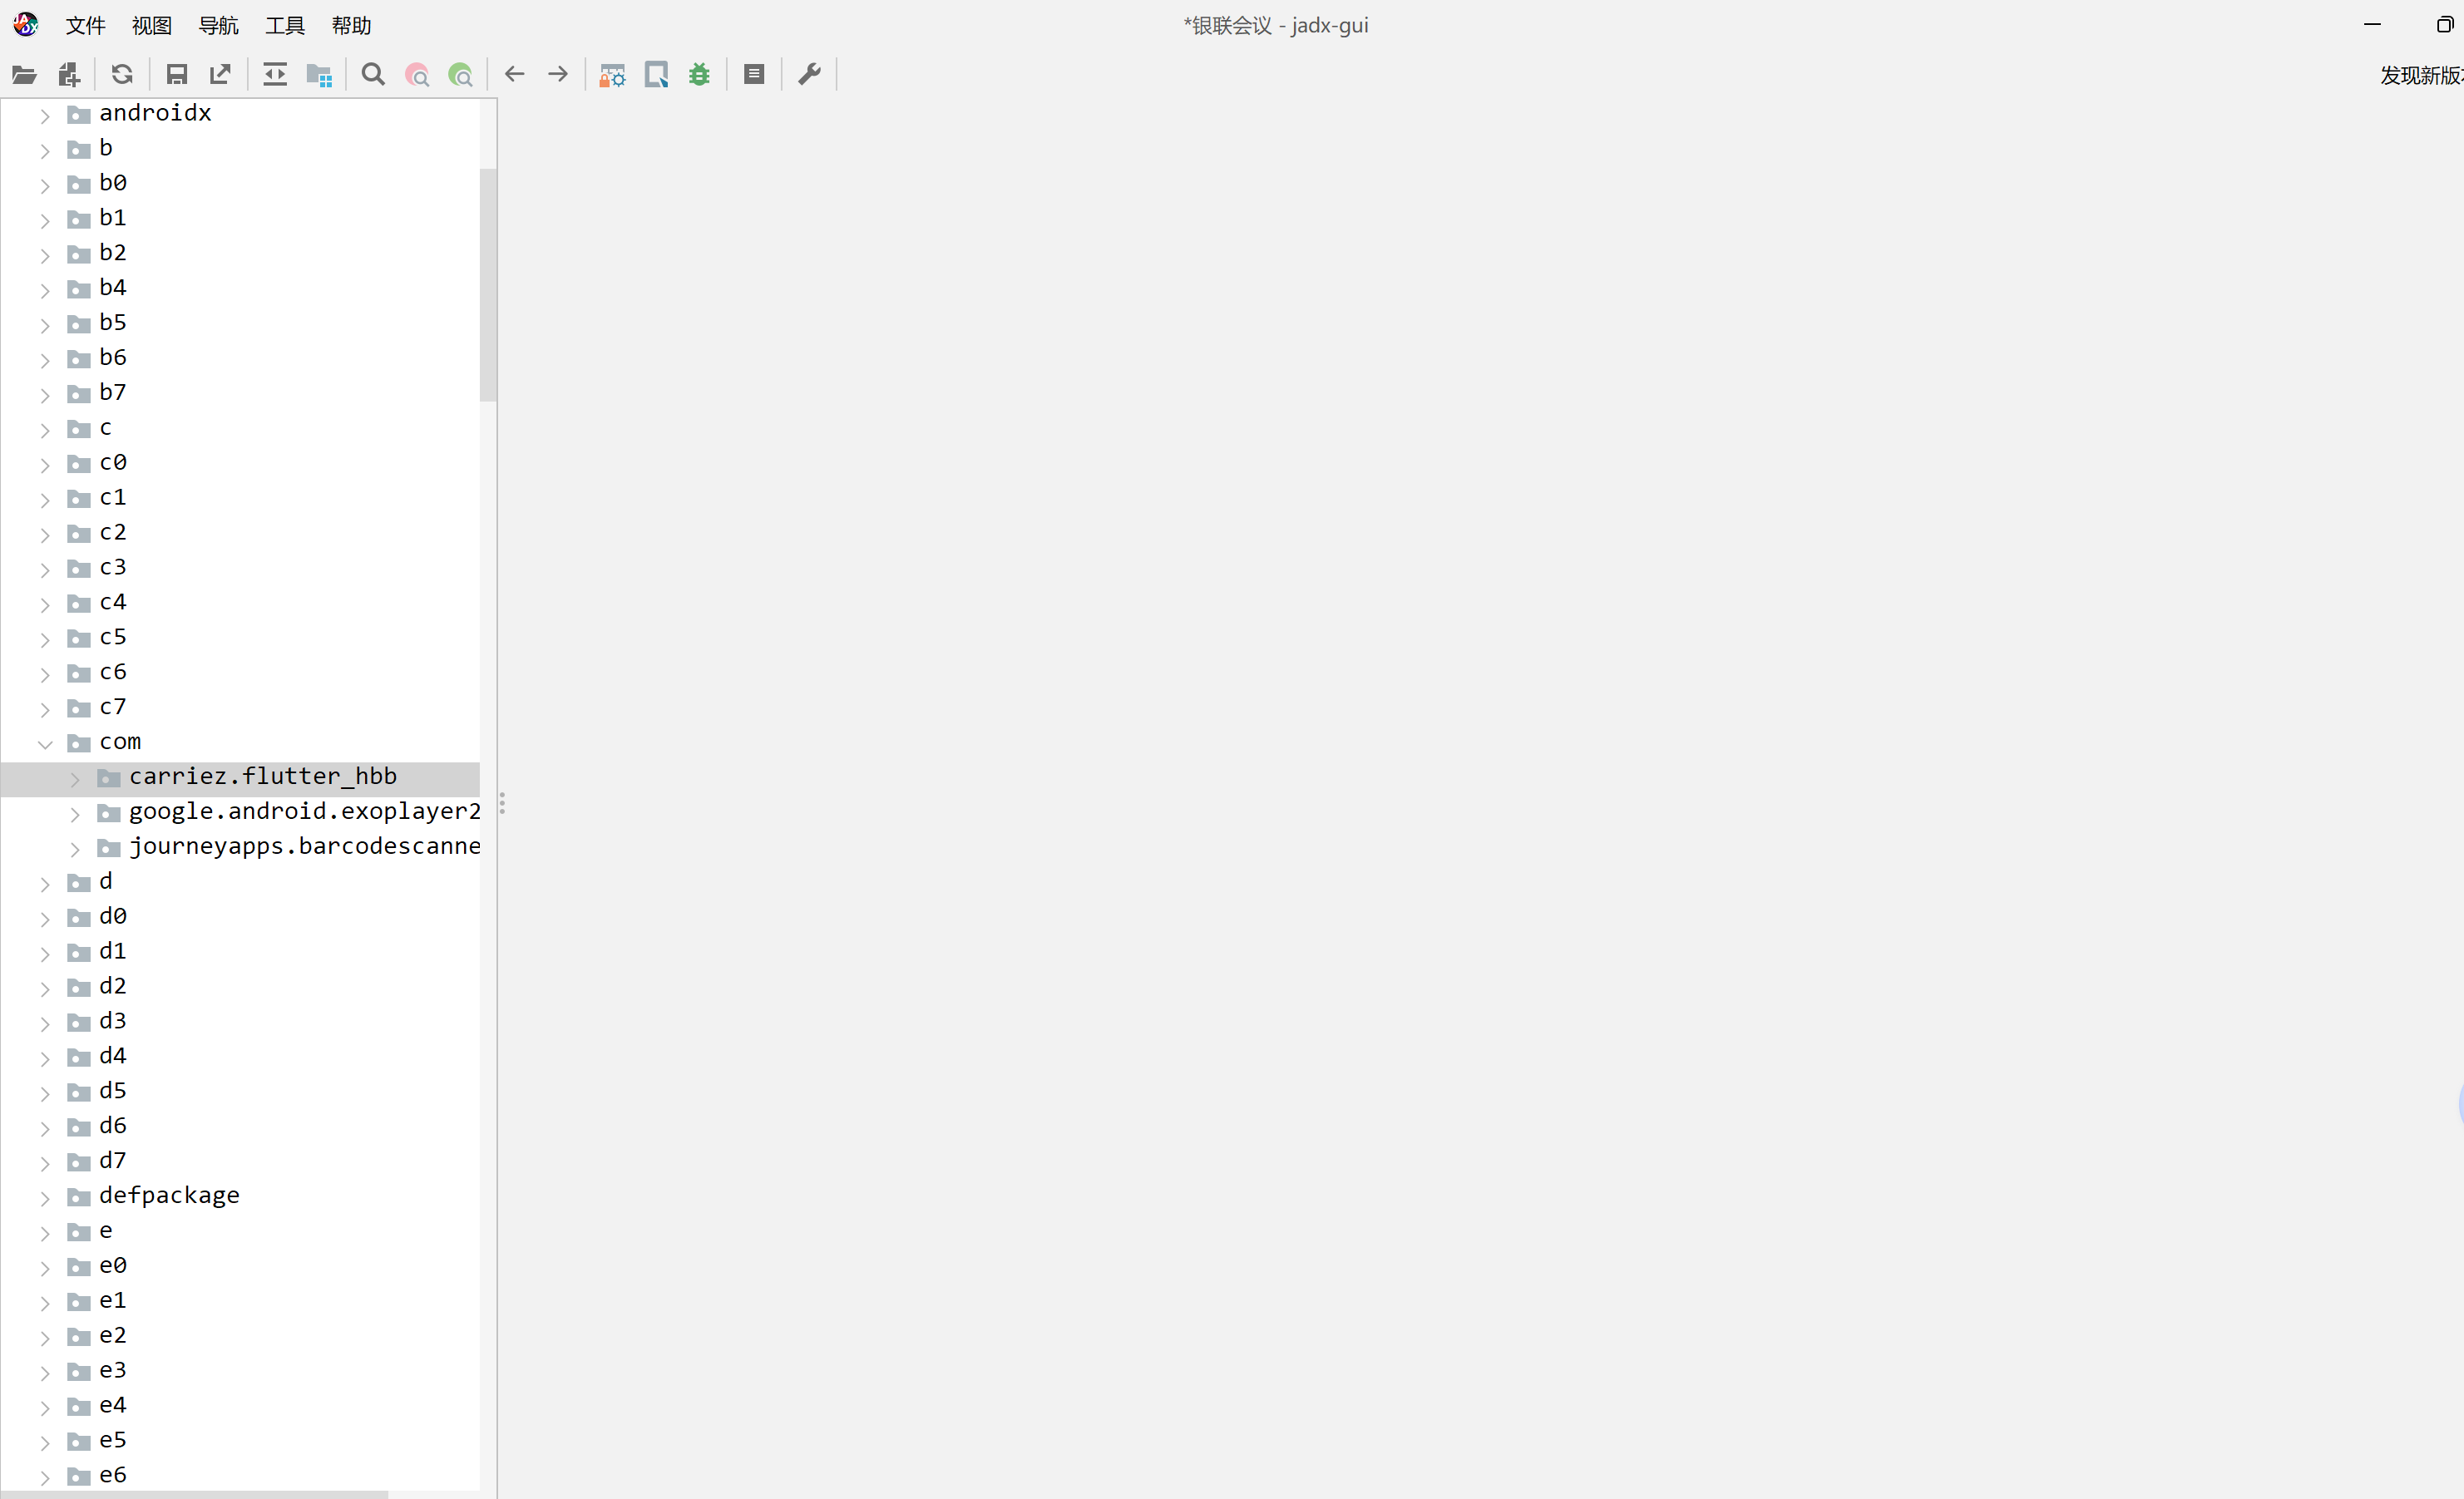 文件 视图 导航 工具 帮助
*银联会议 - jadx-gui
发现新版
androidx
b
b0
b1
b2
b4
b5
b6
b7
c
c0
c1
c2
c3
c4
c5
c6
c7
com
carriez.flutter_hbb
google.android.exoplayer2
journeyapps.barcodescanne
d
d0
d1
d2
d3
d4
d5
d6
d7
defpackage
e
e0
e1
e2
e3
e4
e5
e6